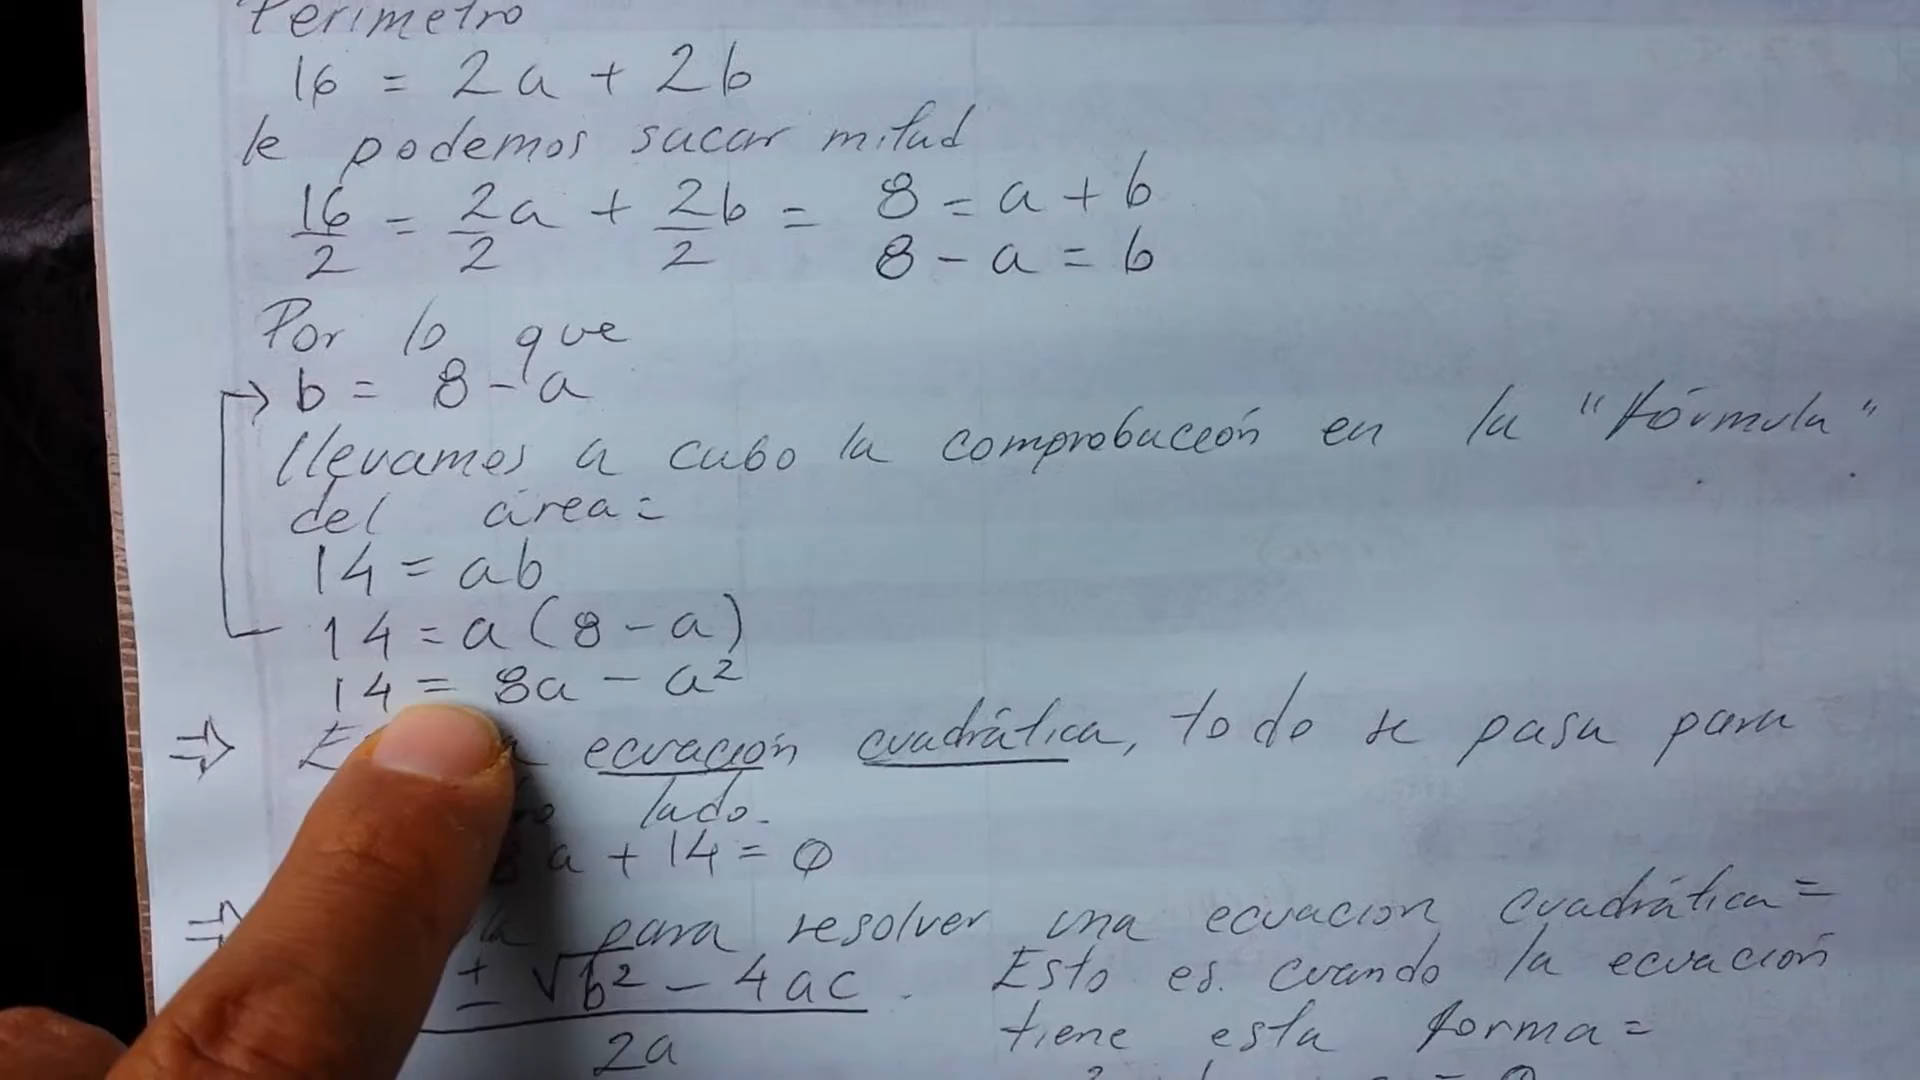 Perímetro
16 = 2a + 2b
le podemos sacar mitad
16/2 = 2a/2 + 2b/2 = 8 = a + b
8 - a = b
Por lo que
b = 8 - a
llevamos a cabo la comprobación en la "fórmula"
del área=
14 = ab
14 = a(8 - a)
14 = 8a - a²
⇒ ecuación cuadrática, todo se pasa para
lado.
8a + 14 = 0
⇒ para resolver una ecuacion cuadrática=
± √b² - 4ac / 2a . Esto es. cuando la ecuación
tiene esta forma=